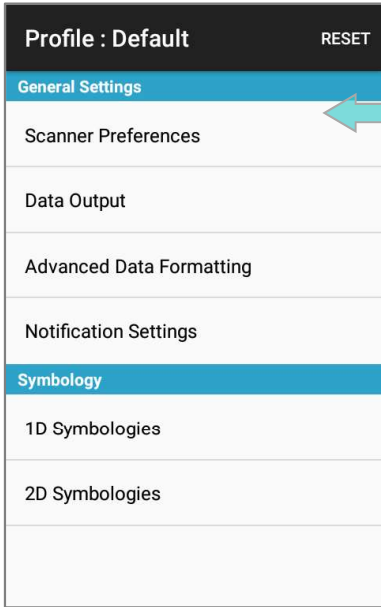 Profile : Default RESET
General Settings
Scanner Preferences
Data Output
Advanced Data Formatting
Notification Settings
Symbology
1D Symbologies
2D Symbologies